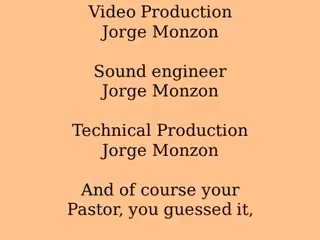 Video Production
Jorge Monzon
Sound engineer
Jorge Monzon
Technical Production
Jorge Monzon
And of course your
Pastor, you guessed it,